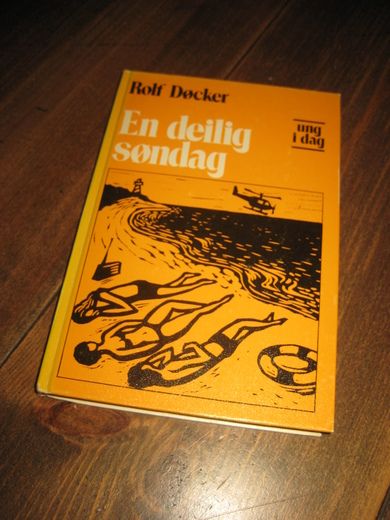 Rolf Døcker
En deilig
søndag
ung
i dag